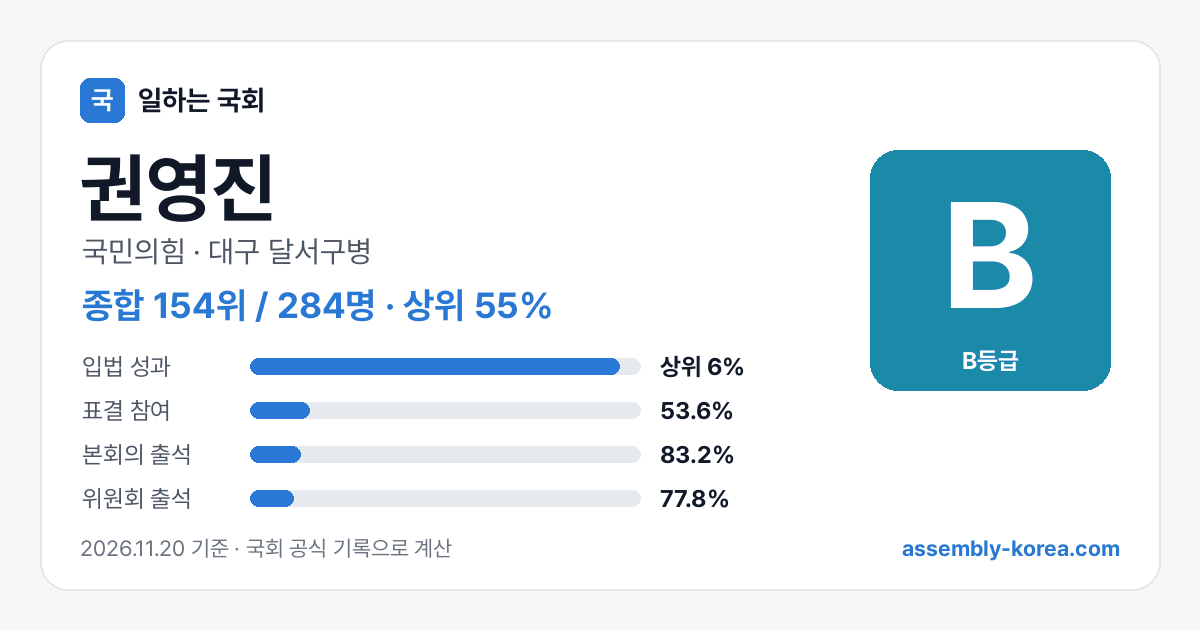 국 일하는 국회
권영진
국민의힘 · 대구 달서구병
종합 154위 / 284명 · 상위 55%
입법 성과 상위 6%
표결 참여 53.6%
본회의 출석 83.2%
위원회 출석 77.8%
B
B등급
2026.11.20 기준 · 국회 공식 기록으로 계산
assembly-korea.com